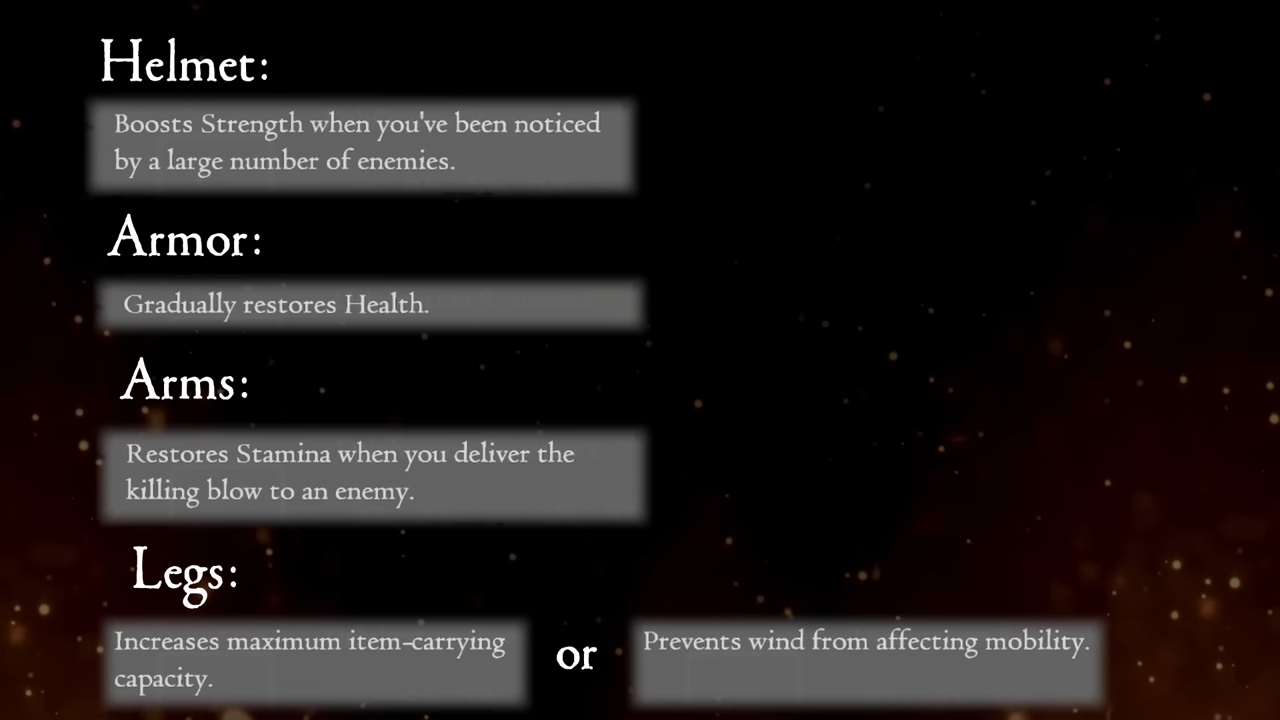 Helmet:
Boosts Strength when you've been noticed
by a large number of enemies.
Armor:
Gradually restores Health.
Arms:
Restores Stamina when you deliver the
killing blow to an enemy.
Legs:
Increases maximum item-carrying
capacity.
or
Prevents wind from affecting mobility.